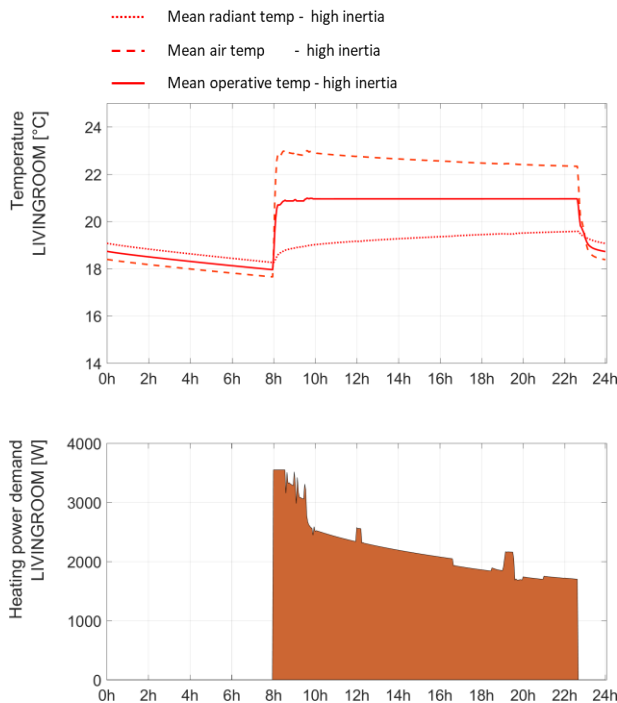 Mean radiant temp - high inertia
Mean air temp - high inertia
Mean operative temp - high inertia
Temperature
LIVINGROOM [°C]
24
22
20
18
16
14
0h 2h 4h 6h 8h 10h 12h 14h 16h 18h 20h 22h 24h
Heating power demand
LIVINGROOM [W]
4000
3000
2000
1000
0
0h 2h 4h 6h 8h 10h 12h 14h 16h 18h 20h 22h 24h